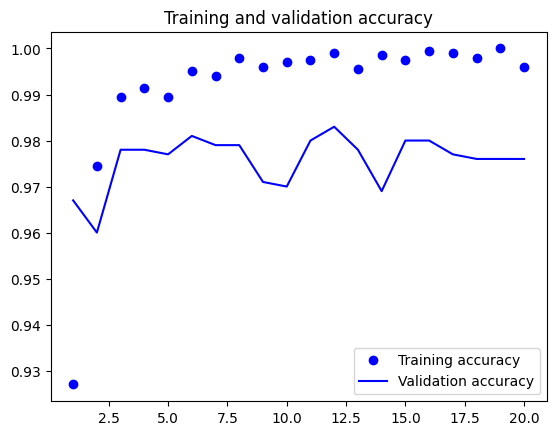 Training and validation accuracy
1.00
0.99
0.98
0.97
0.96
0.95
0.94
0.93
Training accuracy
Validation accuracy
2.5 5.0 7.5 10.0 12.5 15.0 17.5 20.0